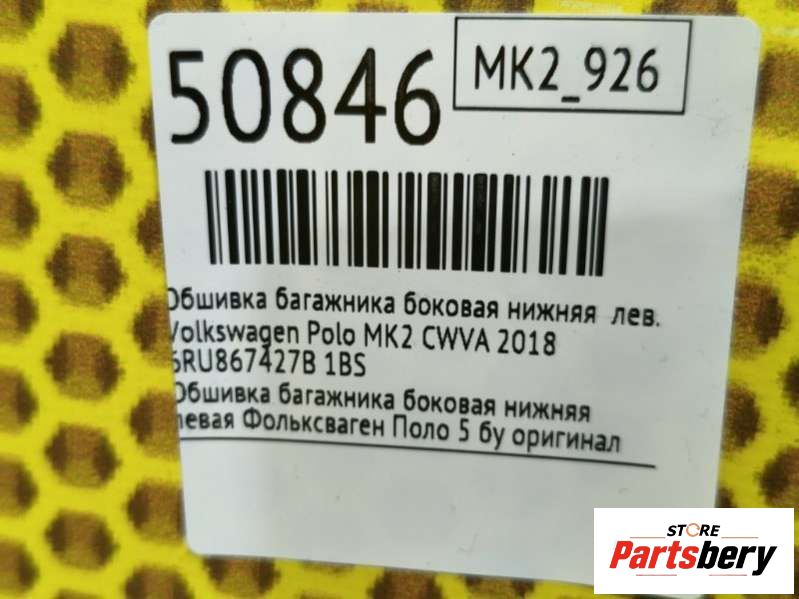 50846
MK2_926
Обшивка багажника боковая нижняя лев.
Volkswagen Polo MK2 CWVA 2018
6RU867427B 1BS
Обшивка багажника боковая нижняя
левая Фольксваген Поло 5 бу оригинал
STORE
Partsbery